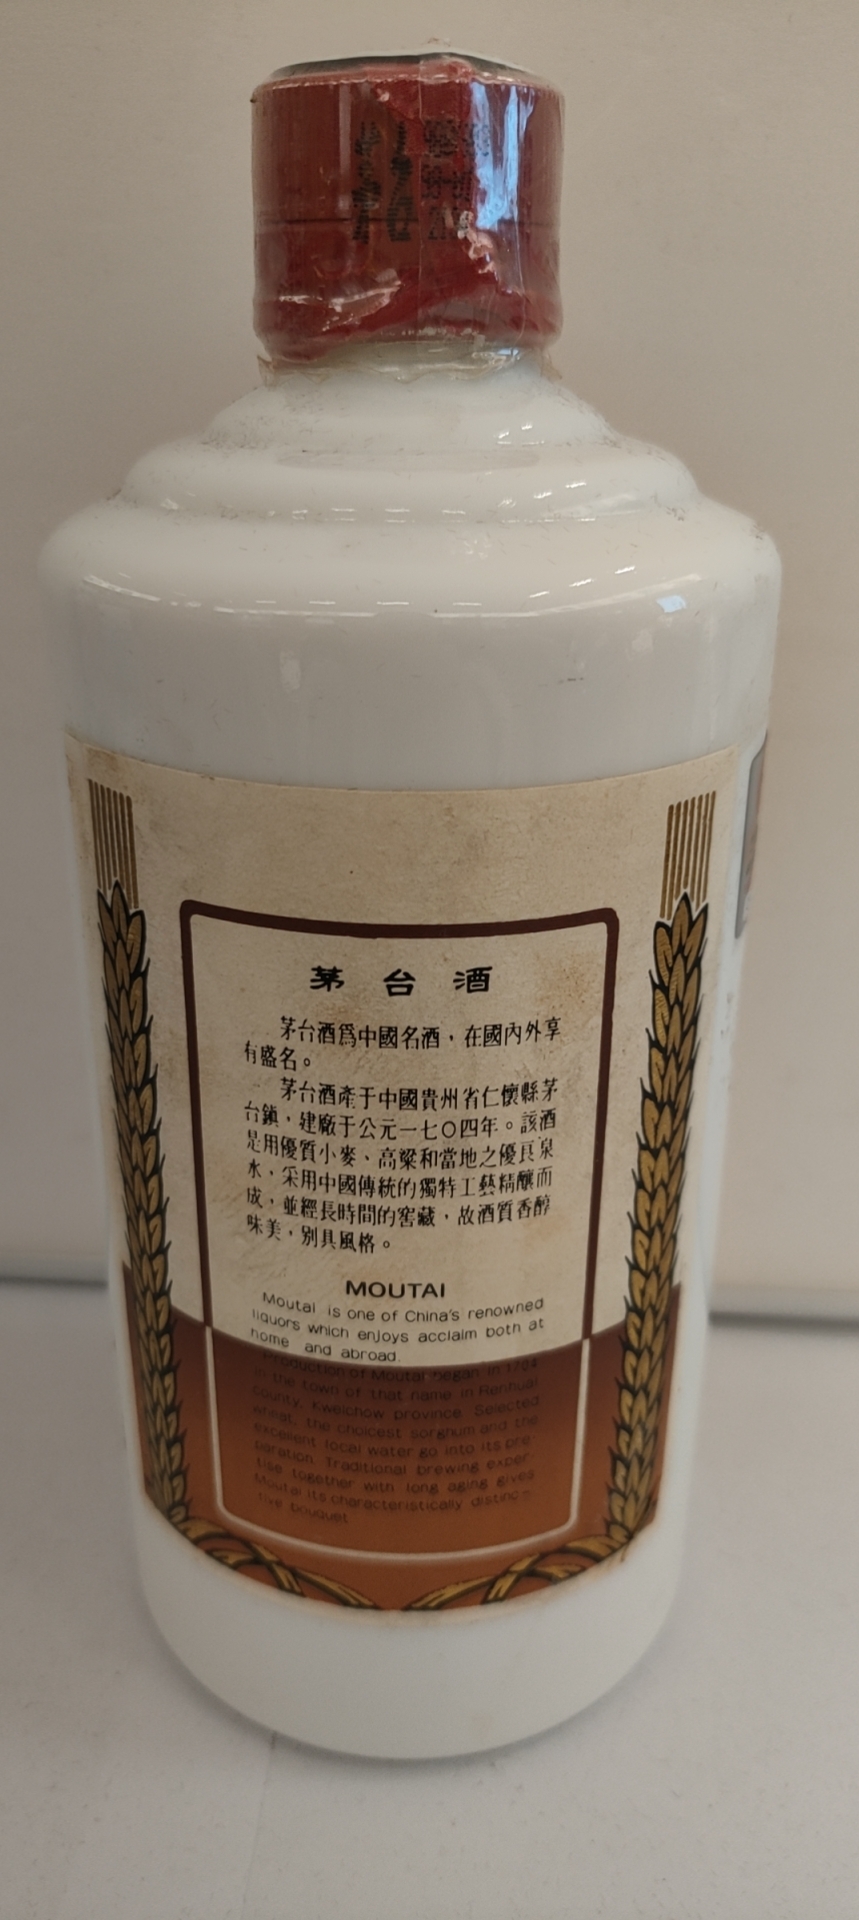 茅台酒
茅台酒爲中國名酒，在國內外享
有盛名。
茅台酒產于中國貴州省仁懷縣茅
台鎮，建廠于公元一七〇四年。該酒
是用優質小麥、高粱和當地之優良泉
水，采用中國傳統的獨特工藝精釀而
成，並經長時間的窖藏，故酒質香醇
味美，别具風格。
MOUTAI
Moutai is one of China's renowned
liquors which enjoys acclaim both at
home and abroad.
Production of Moutai began in 1704
in the town of that name in Renhuai
county, Kweichow province. Selected
wheat, the choicest sorghum and the
excellent local water go into its pre-
paration. Traditional brewing exper-
tise together with long aging gives
Moutai its characteristically distinc-
tive bouquet